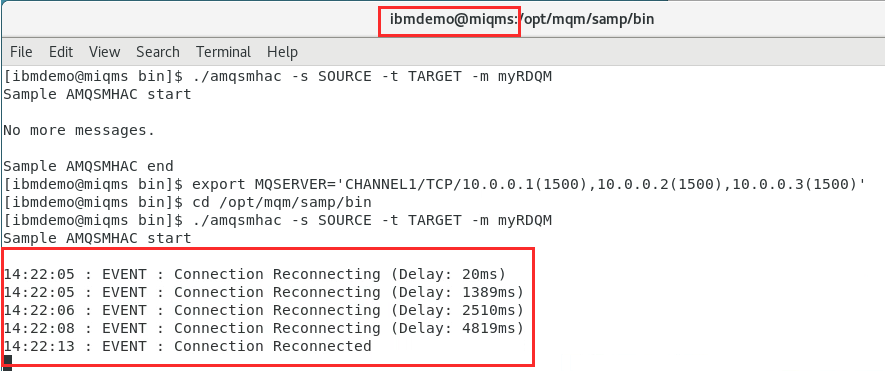 ibmdemo@miqms:/opt/mqm/samp/bin
File Edit View Search Terminal Help
[ibmdemo@miqms bin]$ ./amqsmhac -s SOURCE -t TARGET -m myRDQM
Sample AMQSMHAC start
No more messages.
Sample AMQSMHAC end
[ibmdemo@miqms bin]$ export MQSERVER='CHANNEL1/TCP/10.0.0.1(1500),10.0.0.2(1500),10.0.0.3(1500)'
[ibmdemo@miqms bin]$ cd /opt/mqm/samp/bin
[ibmdemo@miqms bin]$ ./amqsmhac -s SOURCE -t TARGET -m myRDQM
Sample AMQSMHAC start
14:22:05 : EVENT : Connection Reconnecting (Delay: 20ms)
14:22:05 : EVENT : Connection Reconnecting (Delay: 1389ms)
14:22:06 : EVENT : Connection Reconnecting (Delay: 2510ms)
14:22:08 : EVENT : Connection Reconnecting (Delay: 4819ms)
14:22:13 : EVENT : Connection Reconnected